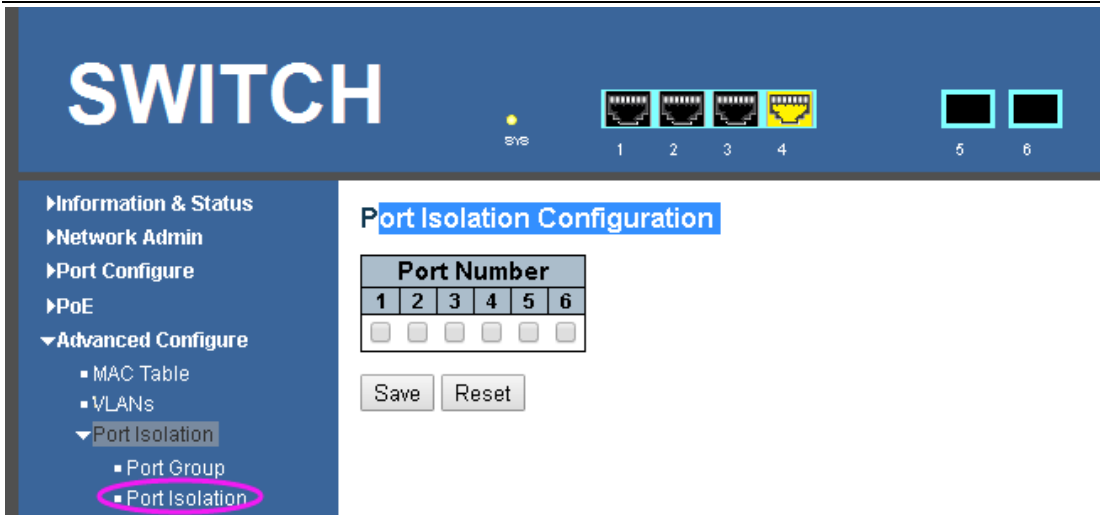 SWITCH
SYS
1 2 3 4 5 6
▶Information & Status
▶Network Admin
▶Port Configure
▶PoE
▼Advanced Configure
▪MAC Table
▪VLANs
▼Port Isolation
▪Port Group
▪Port Isolation
Port Isolation Configuration
Port Number
1 2 3 4 5 6
Save Reset